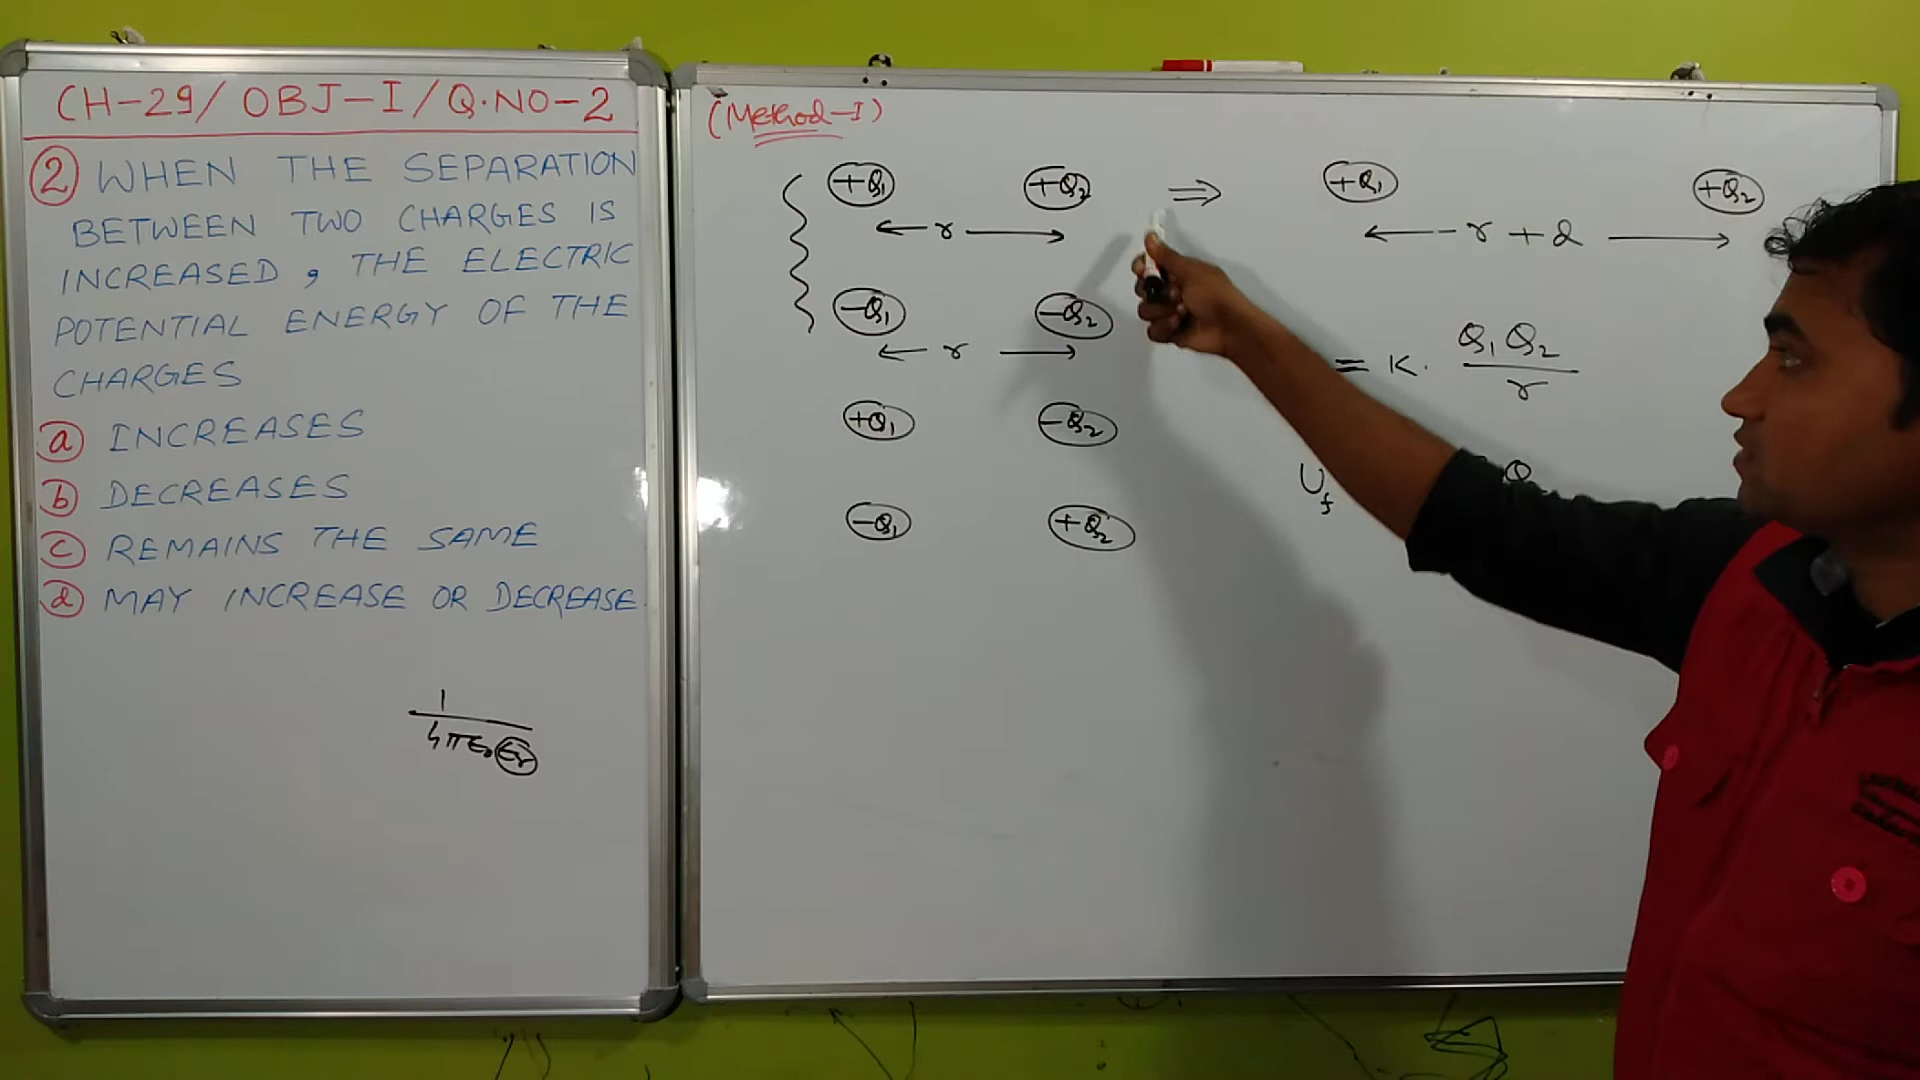 CH-29/ OBJ-I/Q.NO-2
② WHEN THE SEPARATION
BETWEEN TWO CHARGES IS
INCREASED, THE ELECTRIC
POTENTIAL ENERGY OF THE
CHARGES
ⓐ INCREASES
ⓑ DECREASES
ⓒ REMAINS THE SAME
ⓓ MAY INCREASE OR DECREASE.
1
4πε₀εᵣ
(Method-I)
+Q₁ +Q₂ ⇒ +Q₁ +Q₂
← r → ← r + d →
-Q₁ -Q₂
← r →
= K. Q₁Q₂
r
+Q₁ -Q₂
U_f
-Q₁ +Q₂